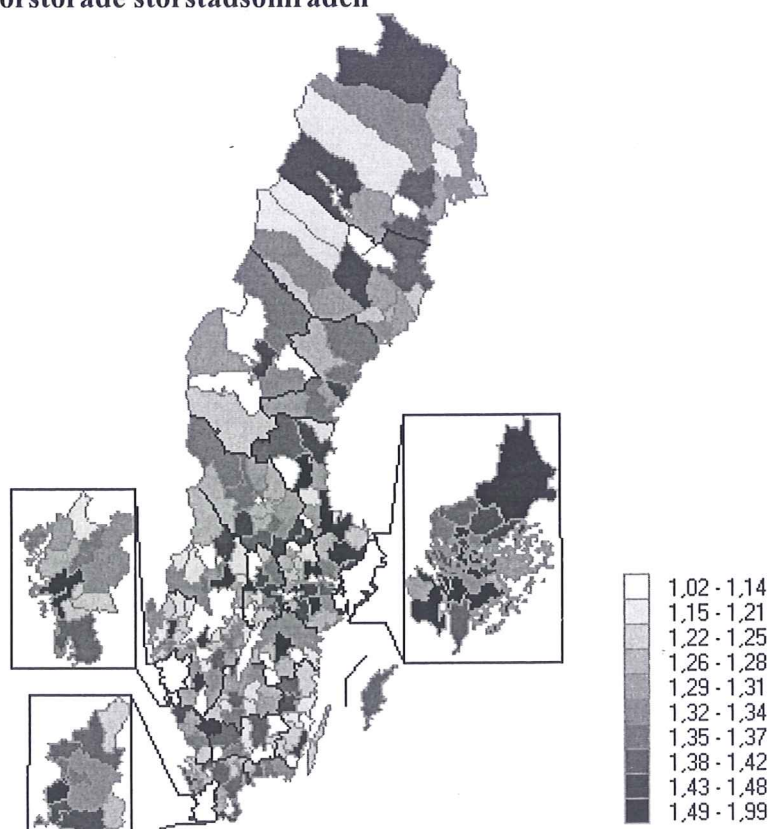 förstorade storstadsområden
1,02 - 1,14
1,15 - 1,21
1,22 - 1,25
1,26 - 1,28
1,29 - 1,31
1,32 - 1,34
1,35 - 1,37
1,38 - 1,42
1,43 - 1,48
1,49 - 1,99